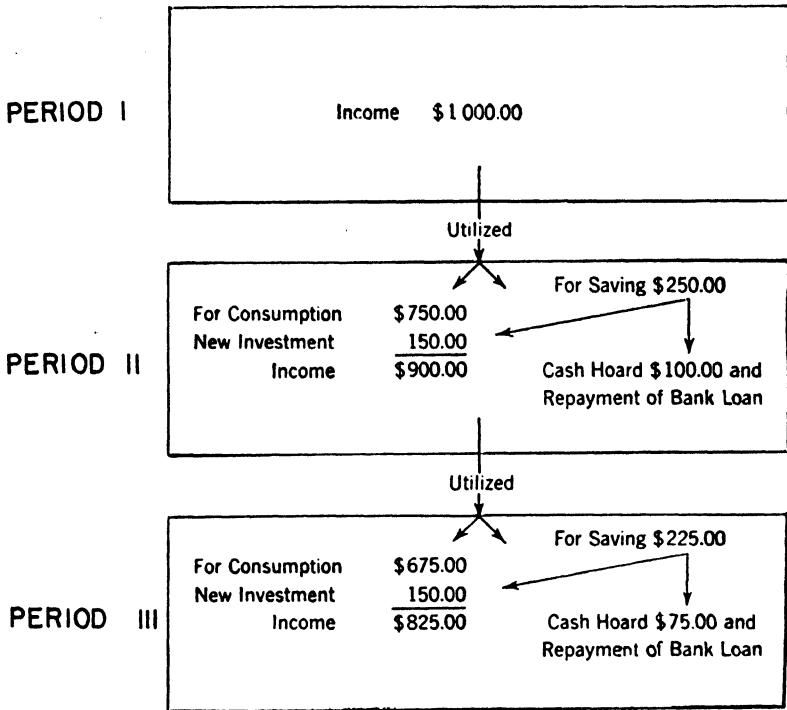 PERIOD I
Income $1000.00
Utilized
PERIOD II
For Saving $250.00
For Consumption $750.00
New Investment 150.00
Income $900.00
Cash Hoard $100.00 and
Repayment of Bank Loan
Utilized
PERIOD III
For Saving $225.00
For Consumption $675.00
New Investment 150.00
Income $825.00
Cash Hoard $75.00 and
Repayment of Bank Loan